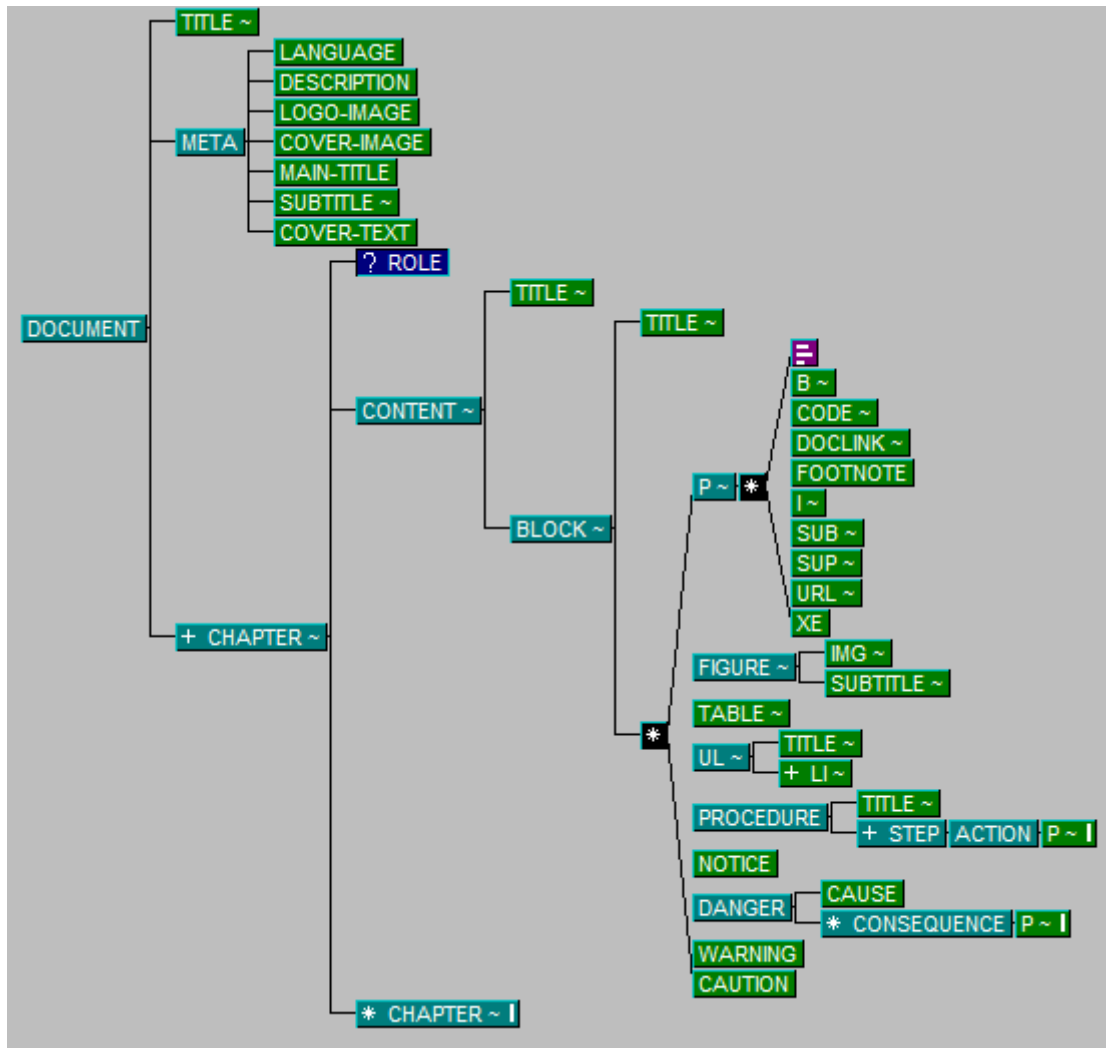 TITLE ~
LANGUAGE
DESCRIPTION
LOGO-IMAGE
META
COVER-IMAGE
MAIN-TITLE
SUBTITLE ~
COVER-TEXT
? ROLE
TITLE ~
DOCUMENT
TITLE ~
B ~
CONTENT ~
CODE ~
DOCLINK ~
FOOTNOTE
P ~ *
I ~
BLOCK ~
SUB ~
SUP ~
URL ~
XE
+ CHAPTER ~
IMG ~
FIGURE ~
SUBTITLE ~
TABLE ~
*
TITLE ~
UL ~
+ LI ~
TITLE ~
PROCEDURE
+ STEP ACTION P ~
NOTICE
CAUSE
DANGER
* CONSEQUENCE P ~
WARNING
CAUTION
* CHAPTER ~